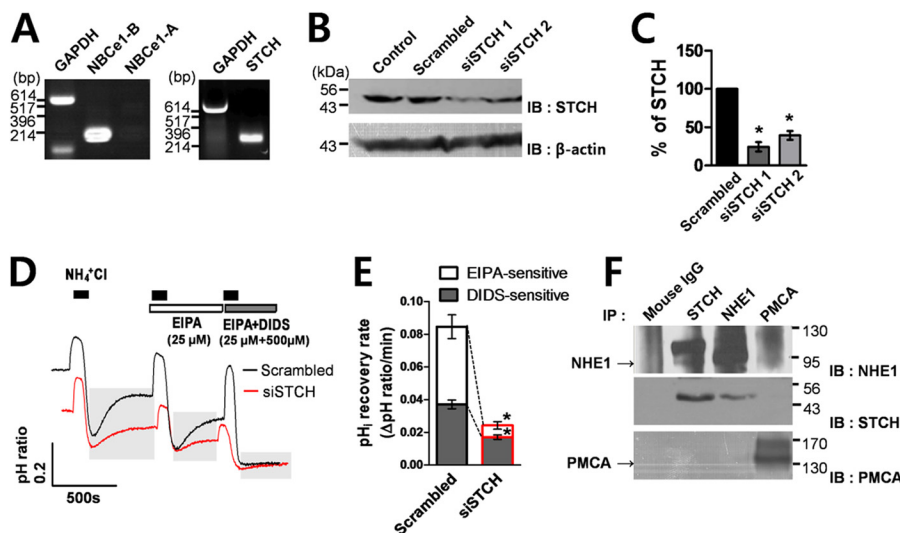 A
GAPDH
NBCe1-B
NBCe1-A
(bp)
614
517
396
214
GAPDH
STCH
(bp)
614
517
396
214
B
Control
Scrambled
siSTCH 1
siSTCH 2
(kDa)
56
43
IB : STCH
43
IB : β-actin
C
% of STCH
150
100
50
0
*
*
Scrambled
siSTCH 1
siSTCH 2
D
NH₄⁺Cl
EIPA
(25 μM)
EIPA+DIDS
(25 μM+500μM)
Scrambled
siSTCH
pH ratio
0.2
500s
E
EIPA-sensitive
DIDS-sensitive
pHᵢ recovery rate
(ΔpH ratio/min)
0.10
0.08
0.06
0.04
0.02
0.00
*
*
Scrambled
siSTCH
F
IP :
Mouse IgG
STCH
NHE1
PMCA
NHE1→
130
95
IB : NHE1
56
43
IB : STCH
PMCA →
170
130
IB : PMCA